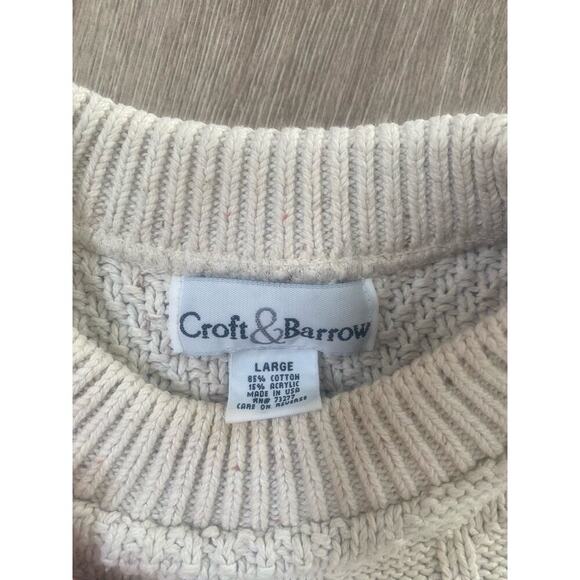 Croft&Barrow
LARGE
85% COTTON
15% ACRYLIC
MADE IN USA
RN# 73277
CARE ON REVERSE